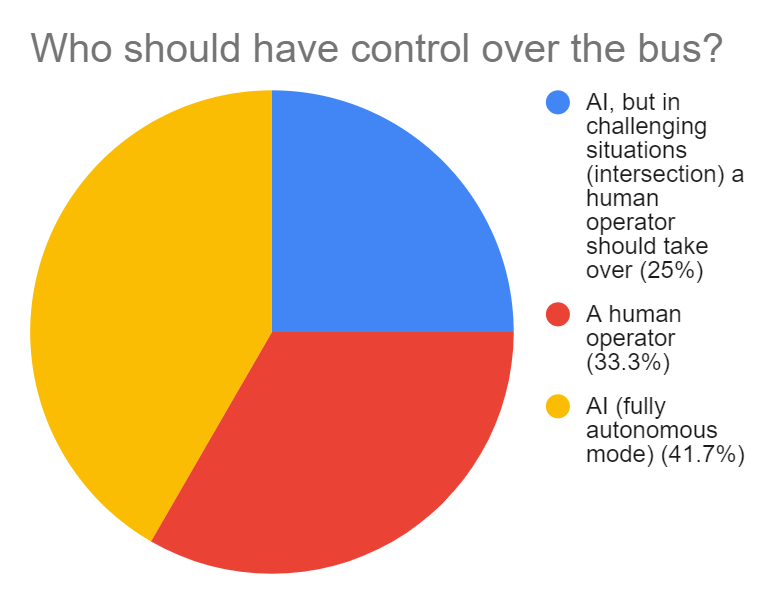 Who should have control over the bus?
AI, but in
challenging
situations
(intersection) a
human
operator
should take
over (25%)
A human
operator
(33.3%)
AI (fully
autonomous
mode) (41.7%)